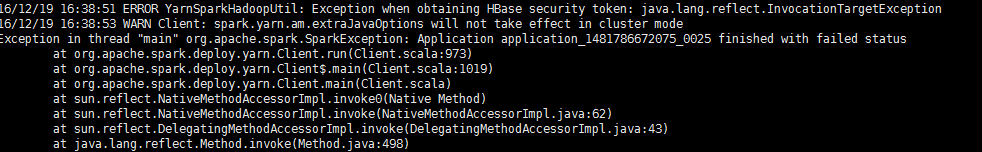 16/12/19 16:38:51 ERROR YarnSparkHadoopUtil: Exception when obtaining HBase security token: java.lang.reflect.InvocationTargetException
16/12/19 16:38:53 WARN Client: spark.yarn.am.extraJavaOptions will not take effect in cluster mode
Exception in thread "main" org.apache.spark.SparkException: Application application_1481786672075_0025 finished with failed status
at org.apache.spark.deploy.yarn.Client.run(Client.scala:973)
at org.apache.spark.deploy.yarn.Client$.main(Client.scala:1019)
at org.apache.spark.deploy.yarn.Client.main(Client.scala)
at sun.reflect.NativeMethodAccessorImpl.invoke0(Native Method)
at sun.reflect.NativeMethodAccessorImpl.invoke(NativeMethodAccessorImpl.java:62)
at sun.reflect.DelegatingMethodAccessorImpl.invoke(DelegatingMethodAccessorImpl.java:43)
at java.lang.reflect.Method.invoke(Method.java:498)